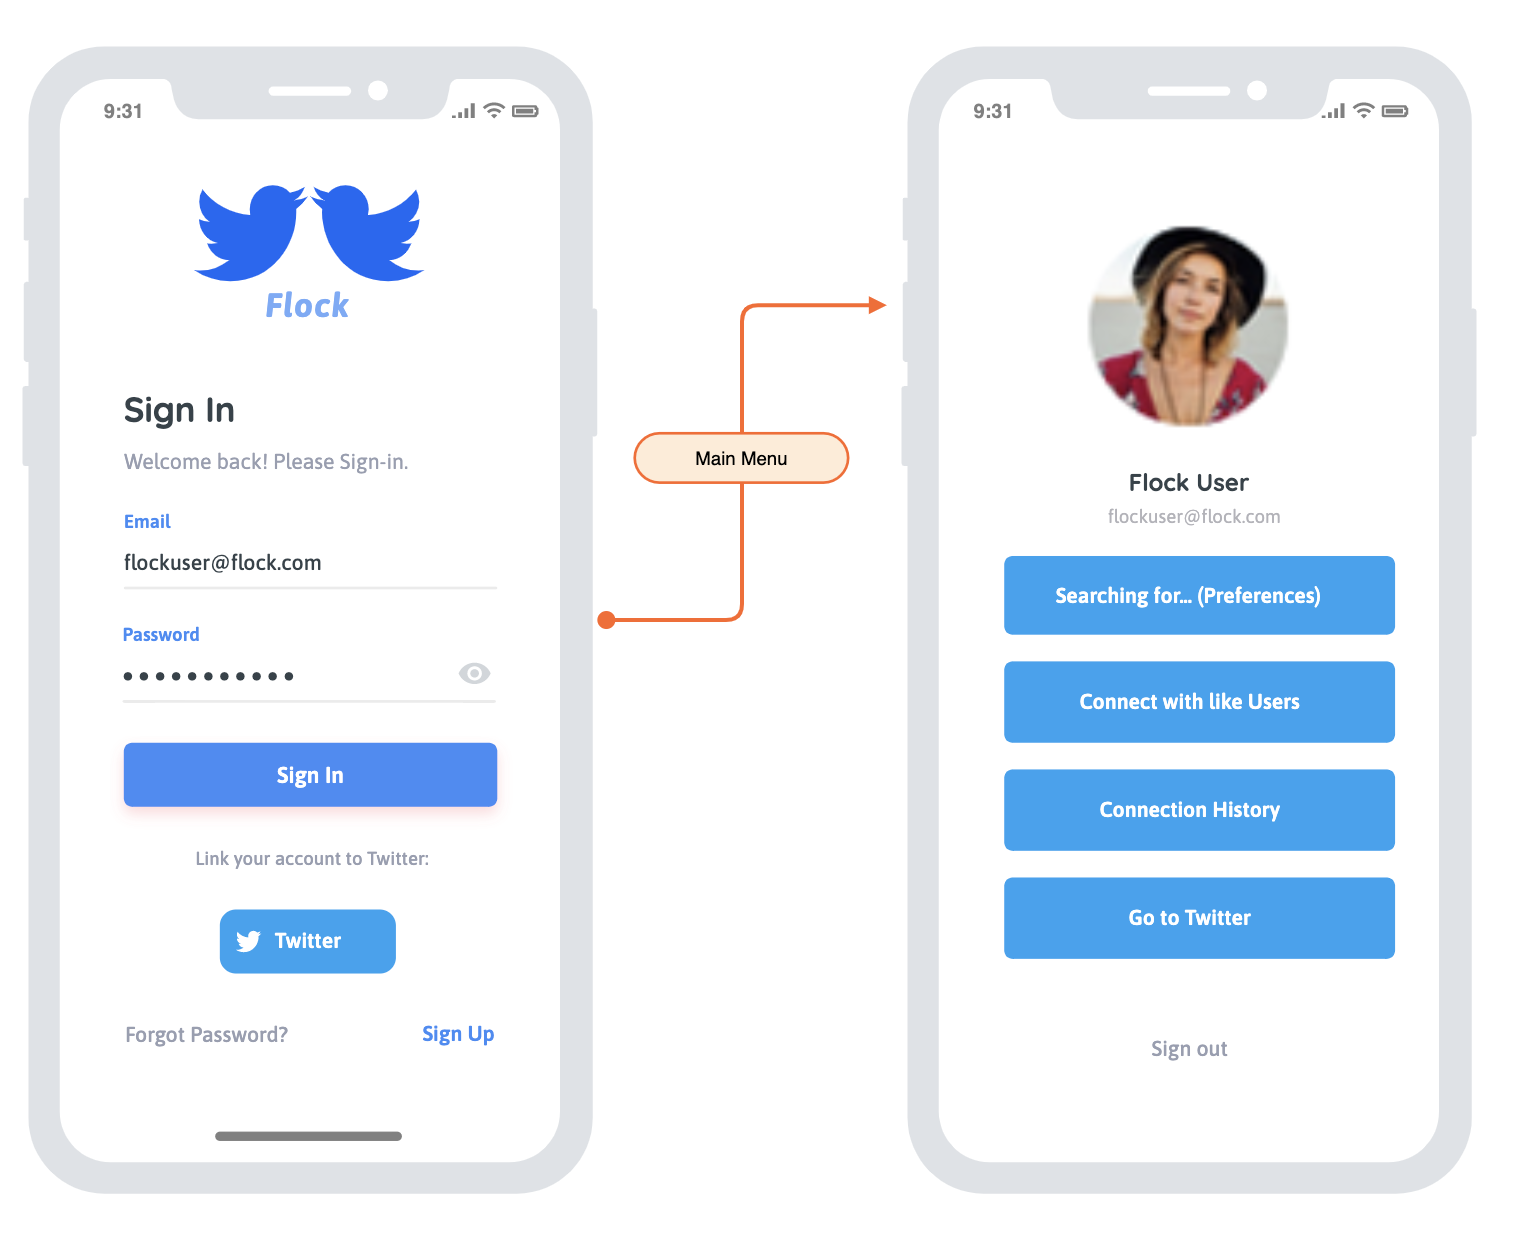 9:31
Flock
Sign In
Welcome back! Please Sign-in.
Email
flockuser@flock.com
Password
Sign In
Link your account to Twitter:
Twitter
Forgot Password?
Sign Up
Main Menu
9:31
Flock User
flockuser@flock.com
Searching for... (Preferences)
Connect with like Users
Connection History
Go to Twitter
Sign out